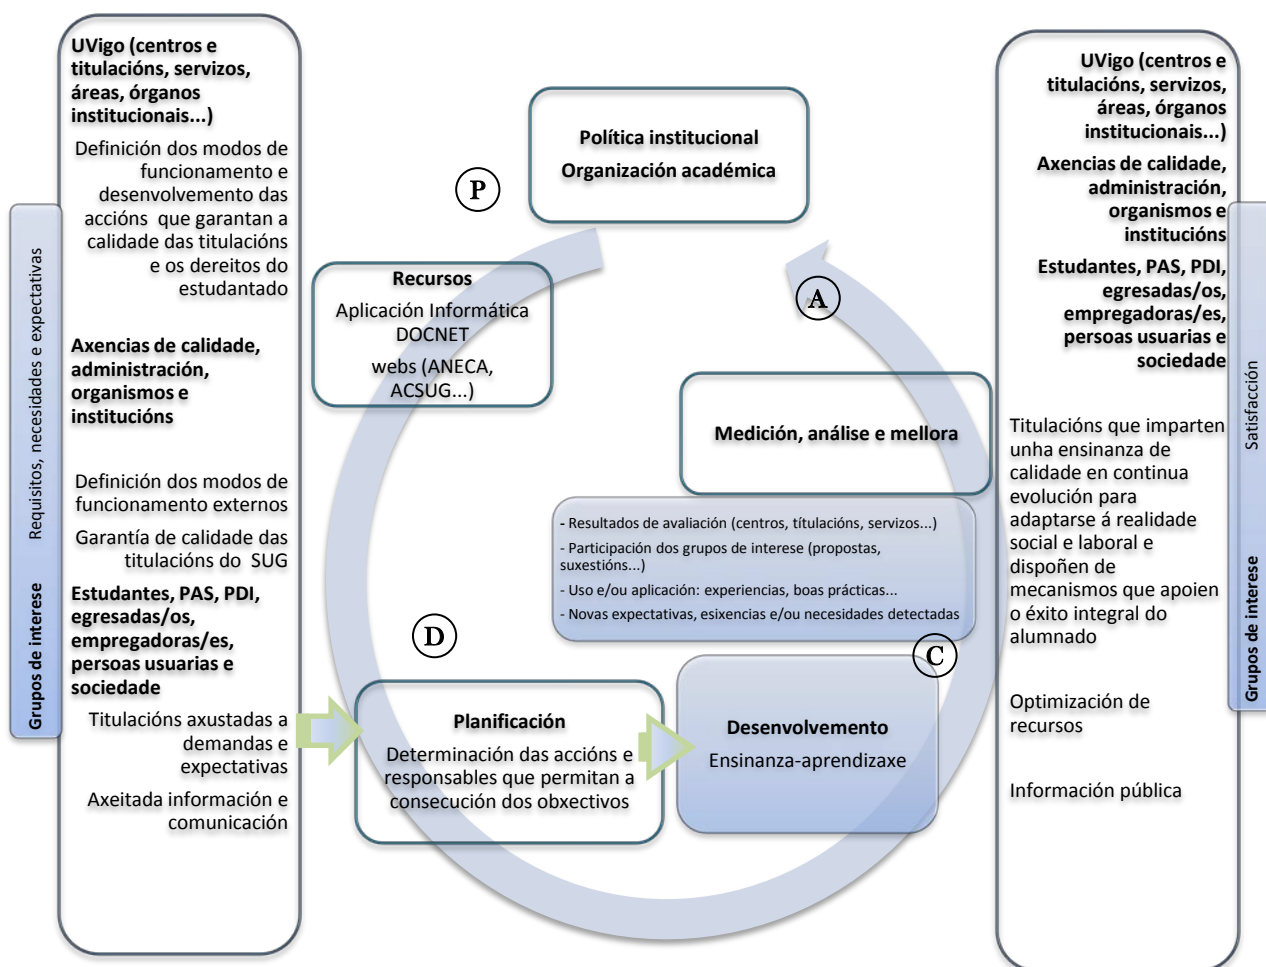 Grupos de interese Requisitos, necesidades e expectativas
UVigo (centros e
titulacións, servizos,
áreas, órganos
institucionais...)
Definición dos modos de
funcionamento e
desenvolvemento das
accións que garantan a
calidade das titulacións
e os dereitos do
estudantado
Axencias de calidade,
administración,
organismos e
institucións
Definición dos modos de
funcionamento externos
Garantía de calidade das
titulacións do SUG
Estudantes, PAS, PDI,
egresadas/os,
empregadoras/es,
persoas usuarias e
sociedade
Titulacións axustadas a
demandas e
expectativas
Axeitada información e
comunicación
P
Política institucional
Organización académica
Recursos
Aplicación Informática
DOCNET
webs (ANECA,
ACSUG...)
A
Medición, análise e mellora
- Resultados de avaliación (centros, títulacións, servizos...)
- Participación dos grupos de interese (propostas,
suxestións...)
- Uso e/ou aplicación: experiencias, boas prácticas...
- Novas expectativas, esixencias e/ou necesidades detectadas
D
C
Planificación
Determinación das accións e
responsables que permitan a
consecución dos obxectivos
Desenvolvemento
Ensinanza-aprendizaxe
UVigo (centros e
titulacións, servizos,
áreas, órganos
institucionais...)
Axencias de calidade,
administración,
organismos e
institucións
Estudantes, PAS, PDI,
egresadas/os,
empregadoras/es,
persoas usuarias e
sociedade
Titulacións que imparten
unha ensinanza de
calidade en continua
evolución para
adaptarse á realidade
social e laboral e
dispoñen de
mecanismos que apoien
o éxito integral do
alumnado
Optimización de
recursos
Información pública
Grupos de interese Satisfacción